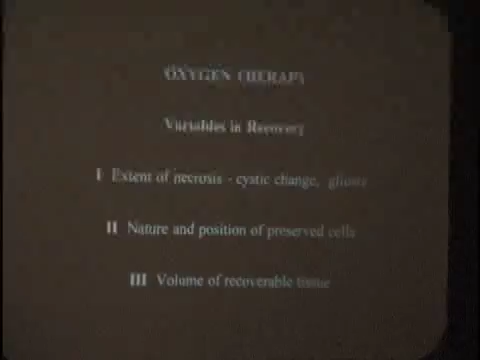 OXYGEN THERAPY
Variables in Recovery
I Extent of necrosis - cystic change, gliosis
II Nature and position of preserved cells
III Volume of recoverable tissue